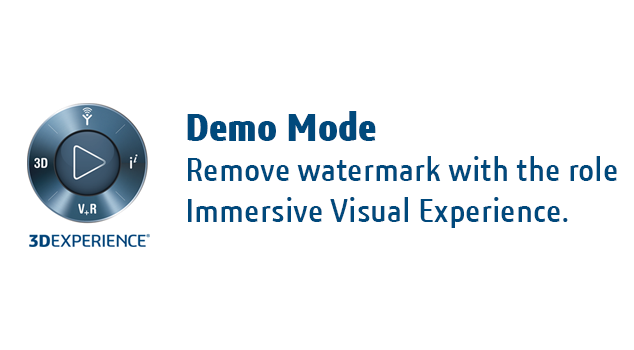 Demo Mode
Remove watermark with the role
Immersive Visual Experience.
3D
i i
V+R
3DEXPERIENCE®